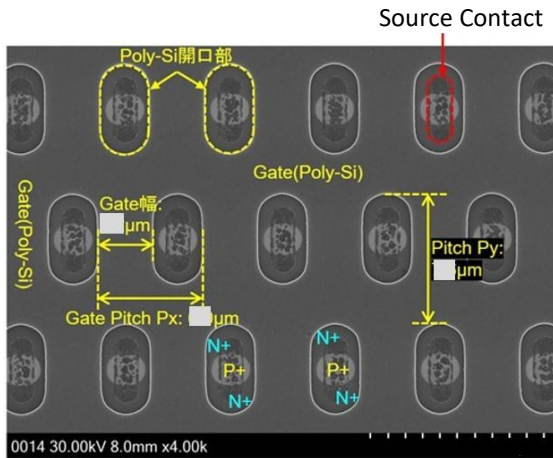 Source Contact
Poly-Si開口部
Gate(Poly-Si)
Gate(Poly-Si)
Gate幅:
μm
Pitch Py:
μm
Gate Pitch Px: μm
N+
N+
P+
P+
N+
N+
0014 30.00kV 8.0mm x4.00k